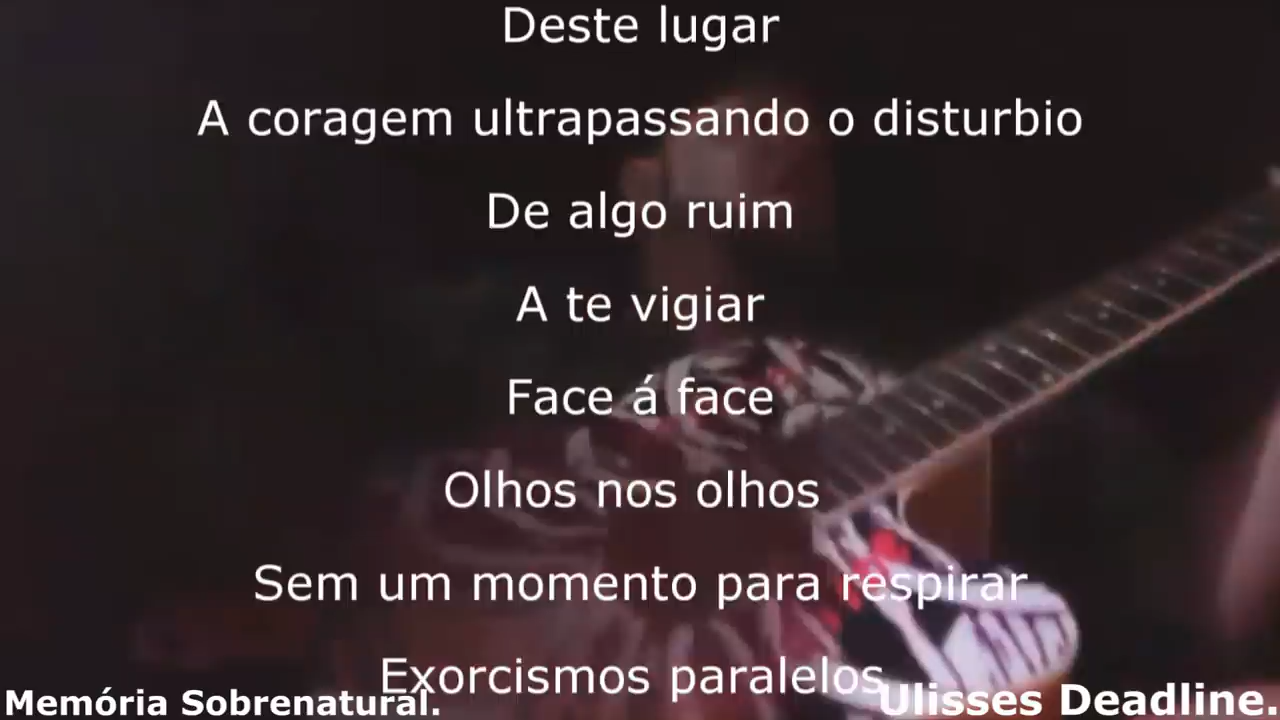 Deste lugar
A coragem ultrapassando o disturbio
De algo ruim
A te vigiar
Face á face
Olhos nos olhos
Sem um momento para respirar
Exorcismos paralelos
Memória Sobrenatural.
Ulisses Deadline.